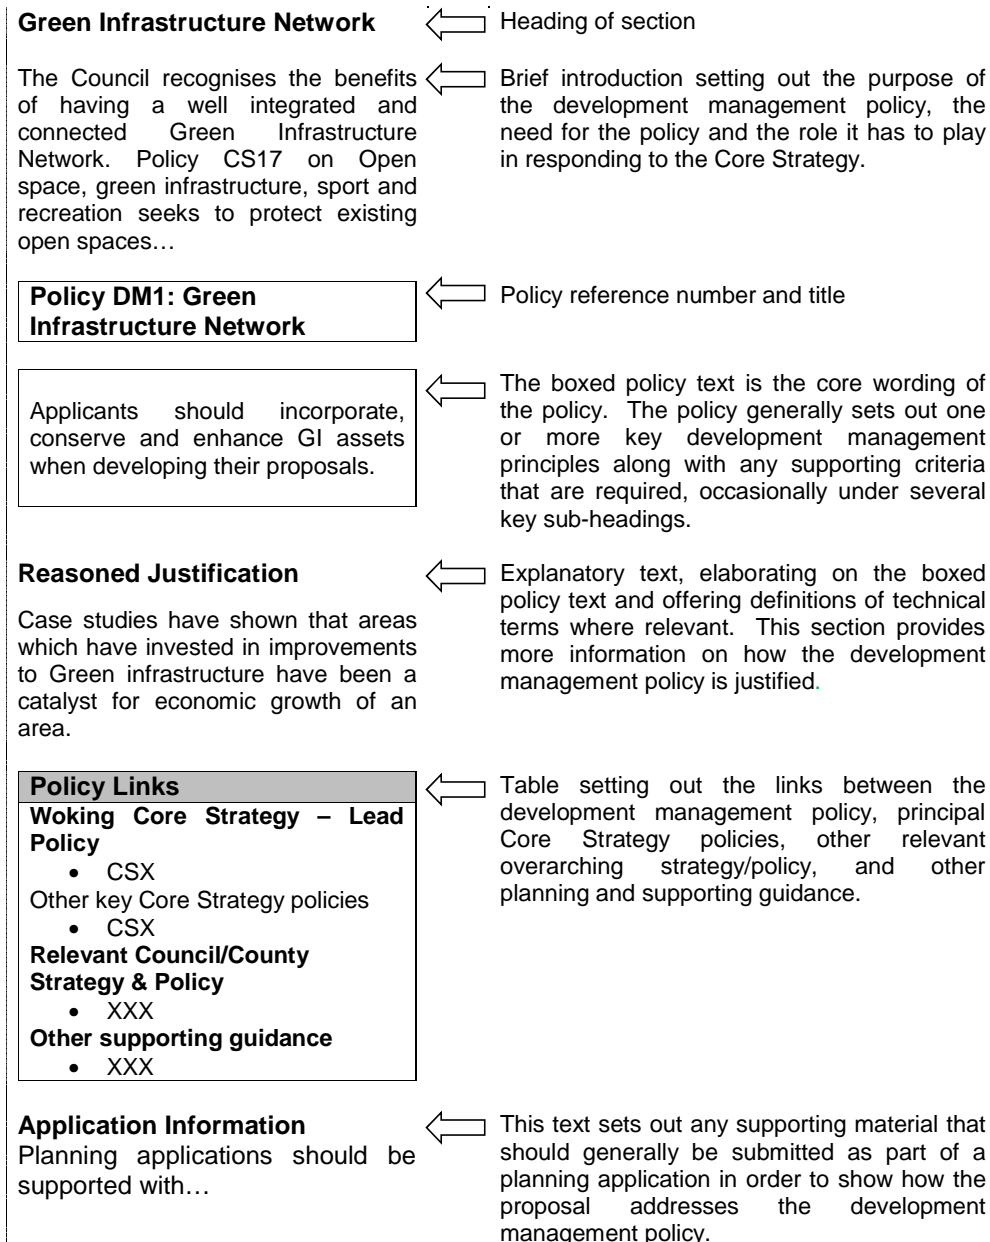 Green Infrastructure Network
Heading of section
The Council recognises the benefits
of having a well integrated and
connected Green Infrastructure
Network. Policy CS17 on Open
space, green infrastructure, sport and
recreation seeks to protect existing
open spaces…
Brief introduction setting out the purpose of
the development management policy, the
need for the policy and the role it has to play
in responding to the Core Strategy.
Policy DM1: Green
Infrastructure Network
Policy reference number and title
Applicants should incorporate,
conserve and enhance GI assets
when developing their proposals.
The boxed policy text is the core wording of
the policy. The policy generally sets out one
or more key development management
principles along with any supporting criteria
that are required, occasionally under several
key sub-headings.
Reasoned Justification
Case studies have shown that areas
which have invested in improvements
to Green infrastructure have been a
catalyst for economic growth of an
area.
Explanatory text, elaborating on the boxed
policy text and offering definitions of technical
terms where relevant. This section provides
more information on how the development
management policy is justified.
Policy Links
Woking Core Strategy – Lead
Policy
• CSX
Other key Core Strategy policies
• CSX
Relevant Council/County
Strategy & Policy
• XXX
Other supporting guidance
• XXX
Table setting out the links between the
development management policy, principal
Core Strategy policies, other relevant
overarching strategy/policy, and other
planning and supporting guidance.
Application Information
Planning applications should be
supported with…
This text sets out any supporting material that
should generally be submitted as part of a
planning application in order to show how the
proposal addresses the development
management policy.